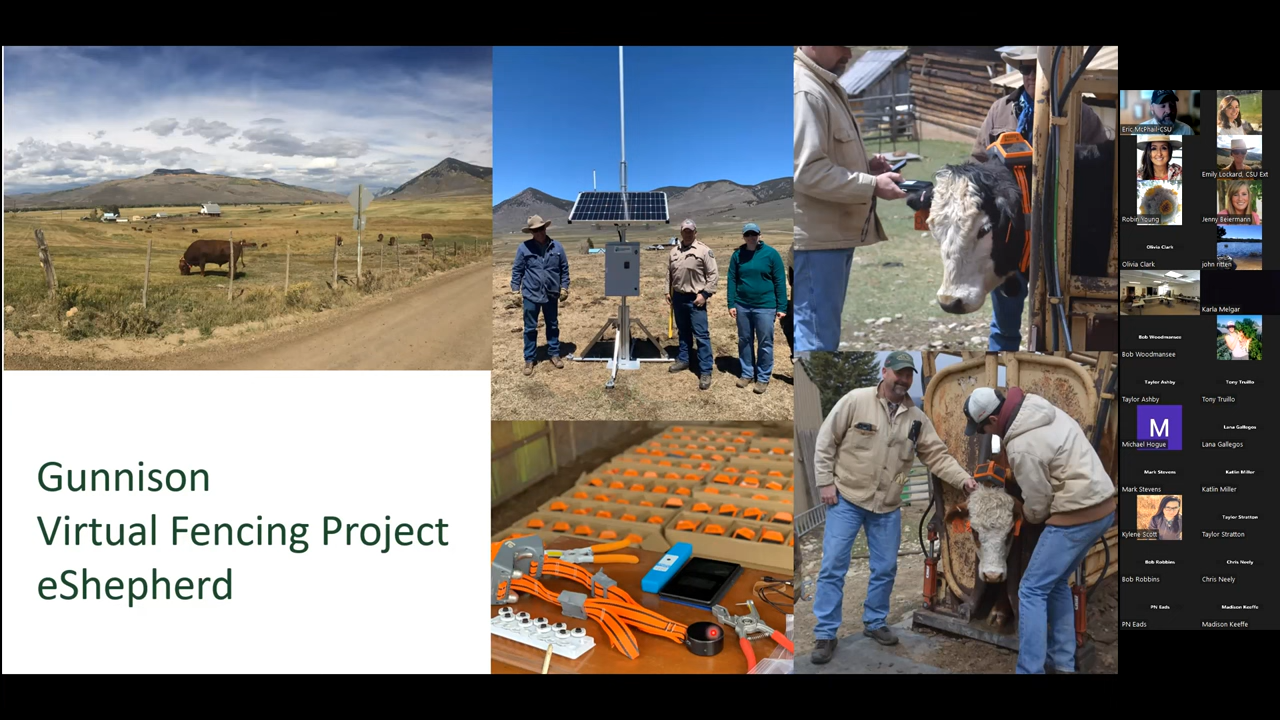 Gunnison
Virtual Fencing Project
eShepherd
Eric McPhail-CSU
Emily Lockard, CSU Ext
Robin Young
Jenny Beiermann
Olivia Clark
Olivia Clark
john ritten
Karla Melgar
Bob Woodmansee
Bob Woodmansee
Taylor Ashby
Tony Truillo
Taylor Ashby
Tony Truillo
M
Lana Gallegos
Michael Hogue
Lana Gallegos
Mark Stevens
Katlin Miller
Mark Stevens
Katlin Miller
Taylor Stratton
Kylene Scott
Taylor Stratton
Bob Robbins
Chris Neely
Bob Robbins
Chris Neely
PN Eads
Madison Keeffe
PN Eads
Madison Keeffe